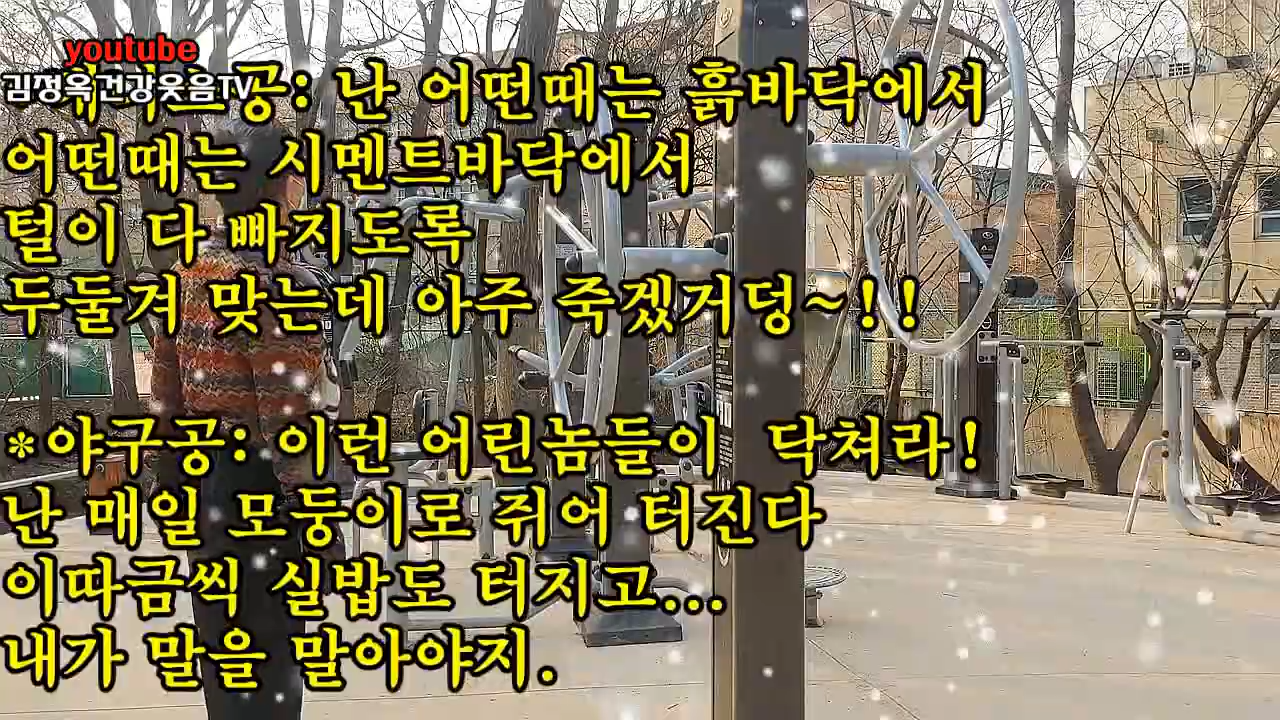 youtube
김정옥건강웃음TV
공: 난 어떤때는 흙바닥에서
어떤때는 시멘트바닥에서
털이 다 빠지도록
두둘겨 맞는데 아주 죽겠거덩~!!
*야구공: 이런 어린놈들이 닥쳐라!
난 매일 모둥이로 쥐어 터진다
이따금씩 실밥도 터지고...
내가 말을 말아야지.